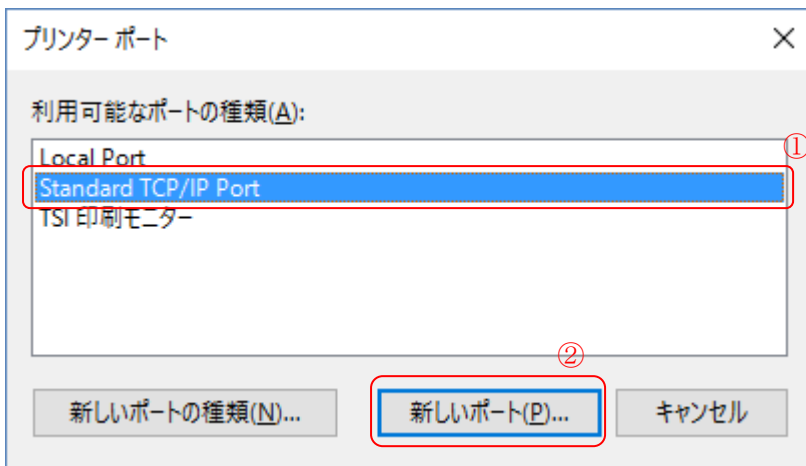 プリンター ポート
利用可能なポートの種類(A):
①
Local Port
Standard TCP/IP Port
TSI 印刷モニター
②
新しいポートの種類(N)... 新しいポート(P)... キャンセル